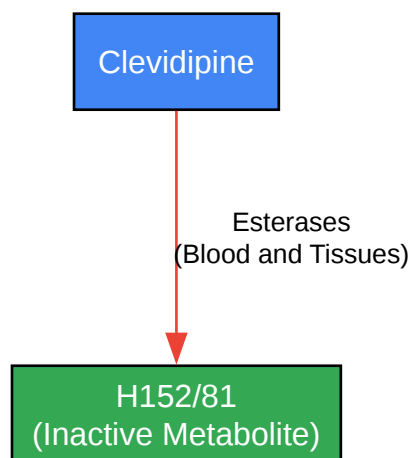 Clevidipine
Esterases
(Blood and Tissues)
H152/81
(Inactive Metabolite)